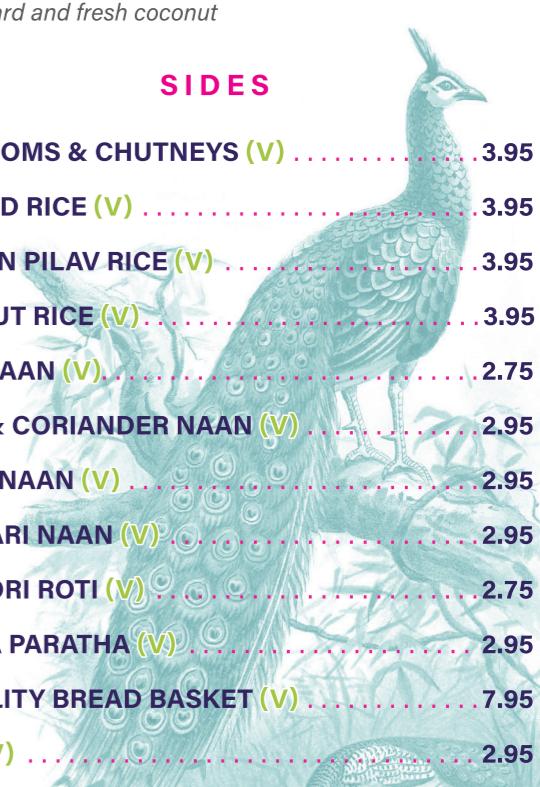 ard and fresh coconut
SIDES
OMS & CHUTNEYS (V) 3.95
D RICE (V) 3.95
N PILAV RICE (V) 3.95
UT RICE (V) 3.95
AAN (V) 2.75
& CORIANDER NAAN (V) 2.95
NAAN (V) 2.95
ARI NAAN (V) 2.95
ORI ROTI (V) 2.75
A PARATHA (V) 2.95
LITY BREAD BASKET (V) 7.95
V) 2.95